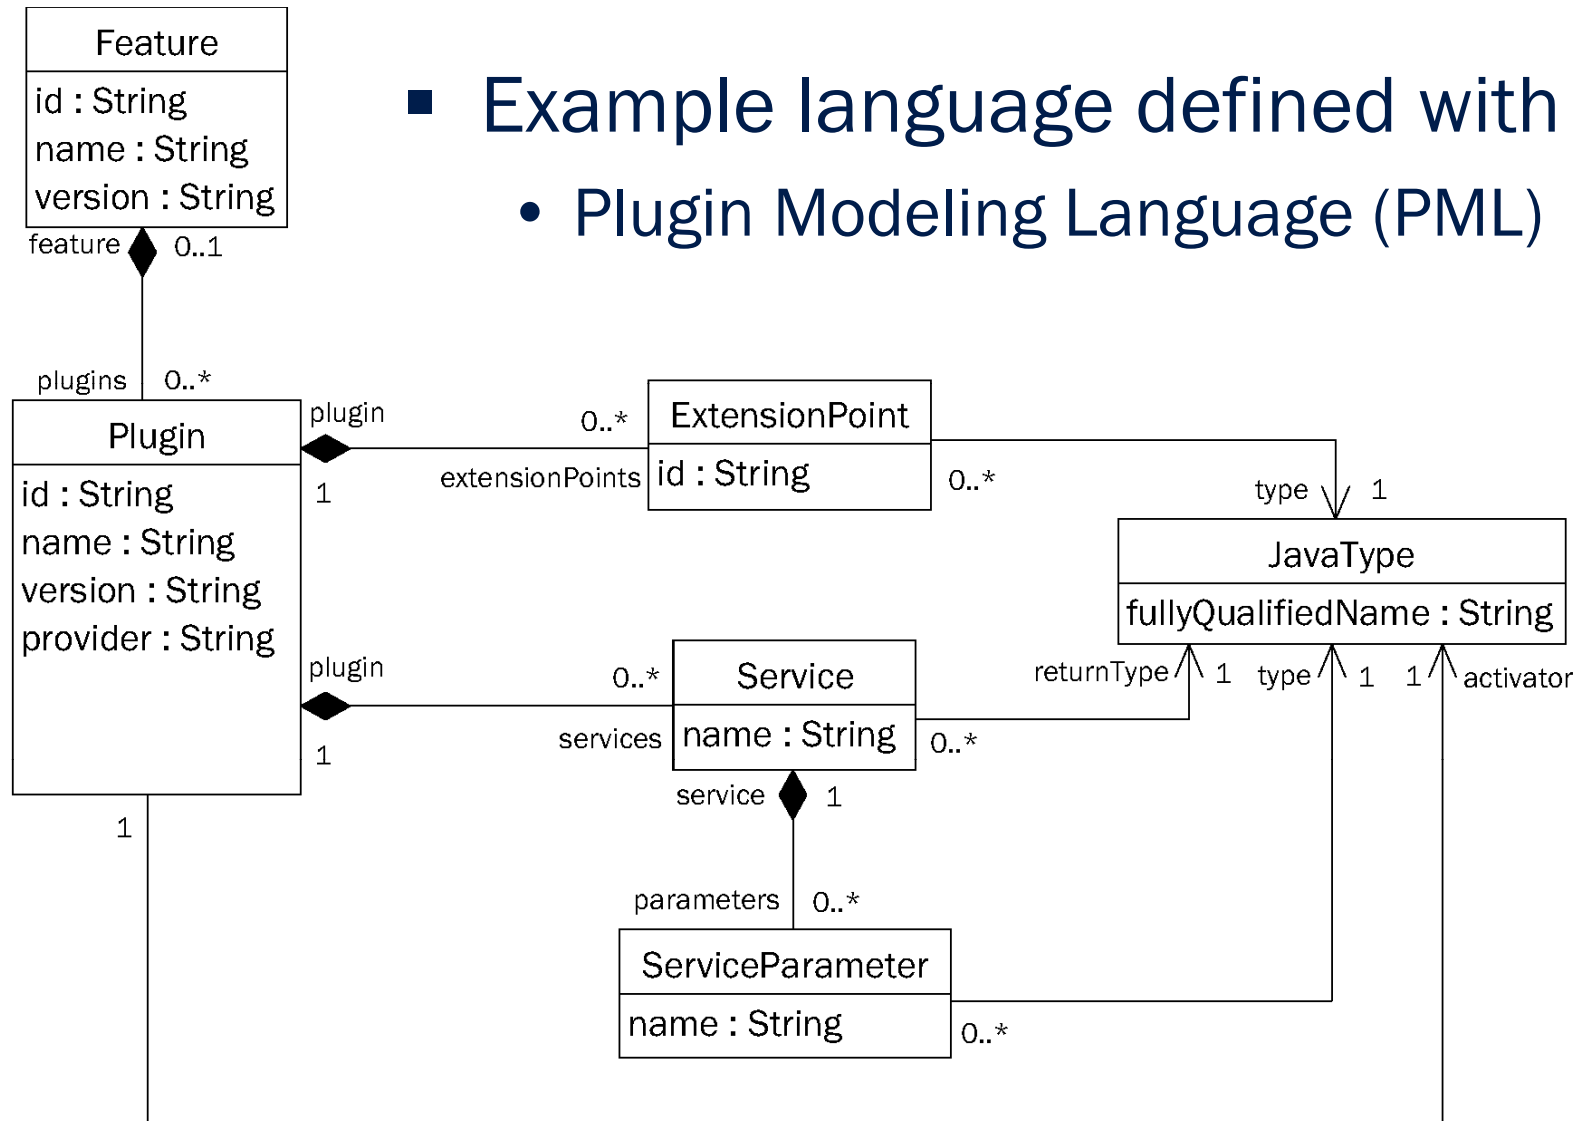 Feature
id : String
name : String
version : String
feature 0..1
▪ Example language defined with
• Plugin Modeling Language (PML)
plugins 0..*
Plugin
id : String
name : String
version : String
provider : String
plugin 0..*
1 extensionPoints
ExtensionPoint
id : String
0..*
type 1
JavaType
fullyQualifiedName : String
plugin 0..*
1 services
Service
name : String
0..*
returnType 1
type 1
1 activator
service 1
parameters 0..*
ServiceParameter
name : String
0..*
1